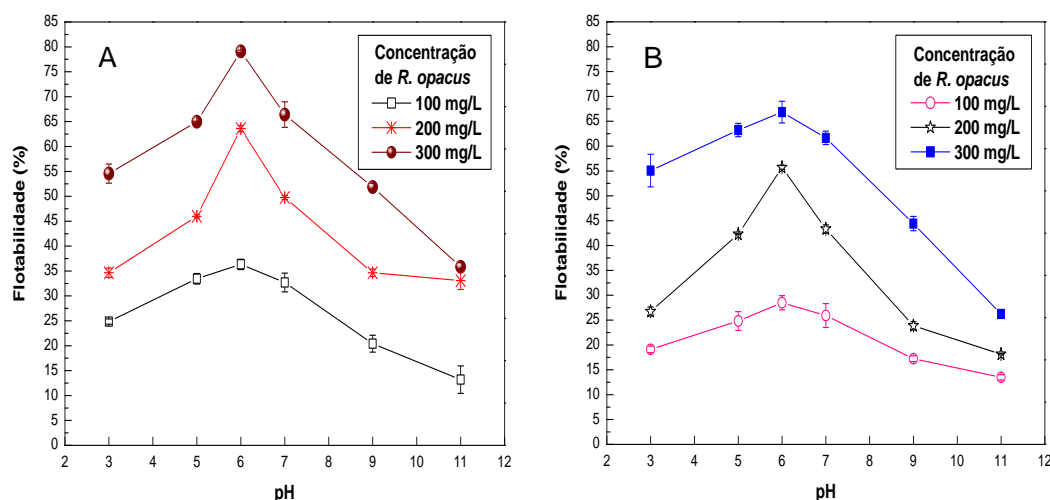 A
Concentração
de R. opacus
100 mg/L
200 mg/L
300 mg/L
Flotabilidade (%)
85
80
75
70
65
60
55
50
45
40
35
30
25
20
15
10
5
0
2 3 4 5 6 7 8 9 10 11 12
pH
B
Concentração
de R. opacus
100 mg/L
200 mg/L
300 mg/L
Flotabilidade (%)
85
80
75
70
65
60
55
50
45
40
35
30
25
20
15
10
5
0
2 3 4 5 6 7 8 9 10 11 12
pH